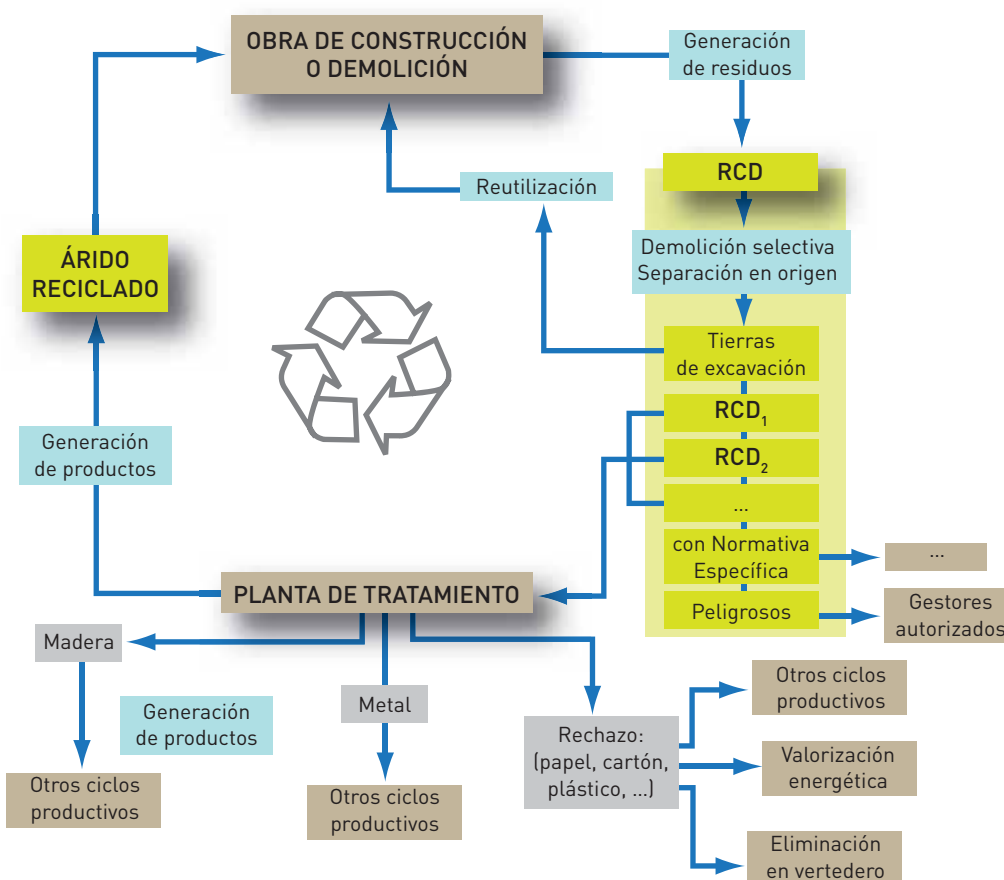 OBRA DE CONSTRUCCIÓN
O DEMOLICIÓN
Generación
de residuos
RCD
Reutilización
Demolición selectiva
Separación en origen
ÁRIDO
RECICLADO
Tierras
de excavación
RCD₁
Generación
de productos
RCD₂
...
con Normativa
Específica
...
PLANTA DE TRATAMIENTO
Peligrosos
Gestores
autorizados
Madera
Generación
de productos
Metal
Otros ciclos
productivos
Otros ciclos
productivos
Rechazo:
(papel, cartón,
plástico, ...)
Otros ciclos
productivos
Valorización
energética
Eliminación
en vertedero